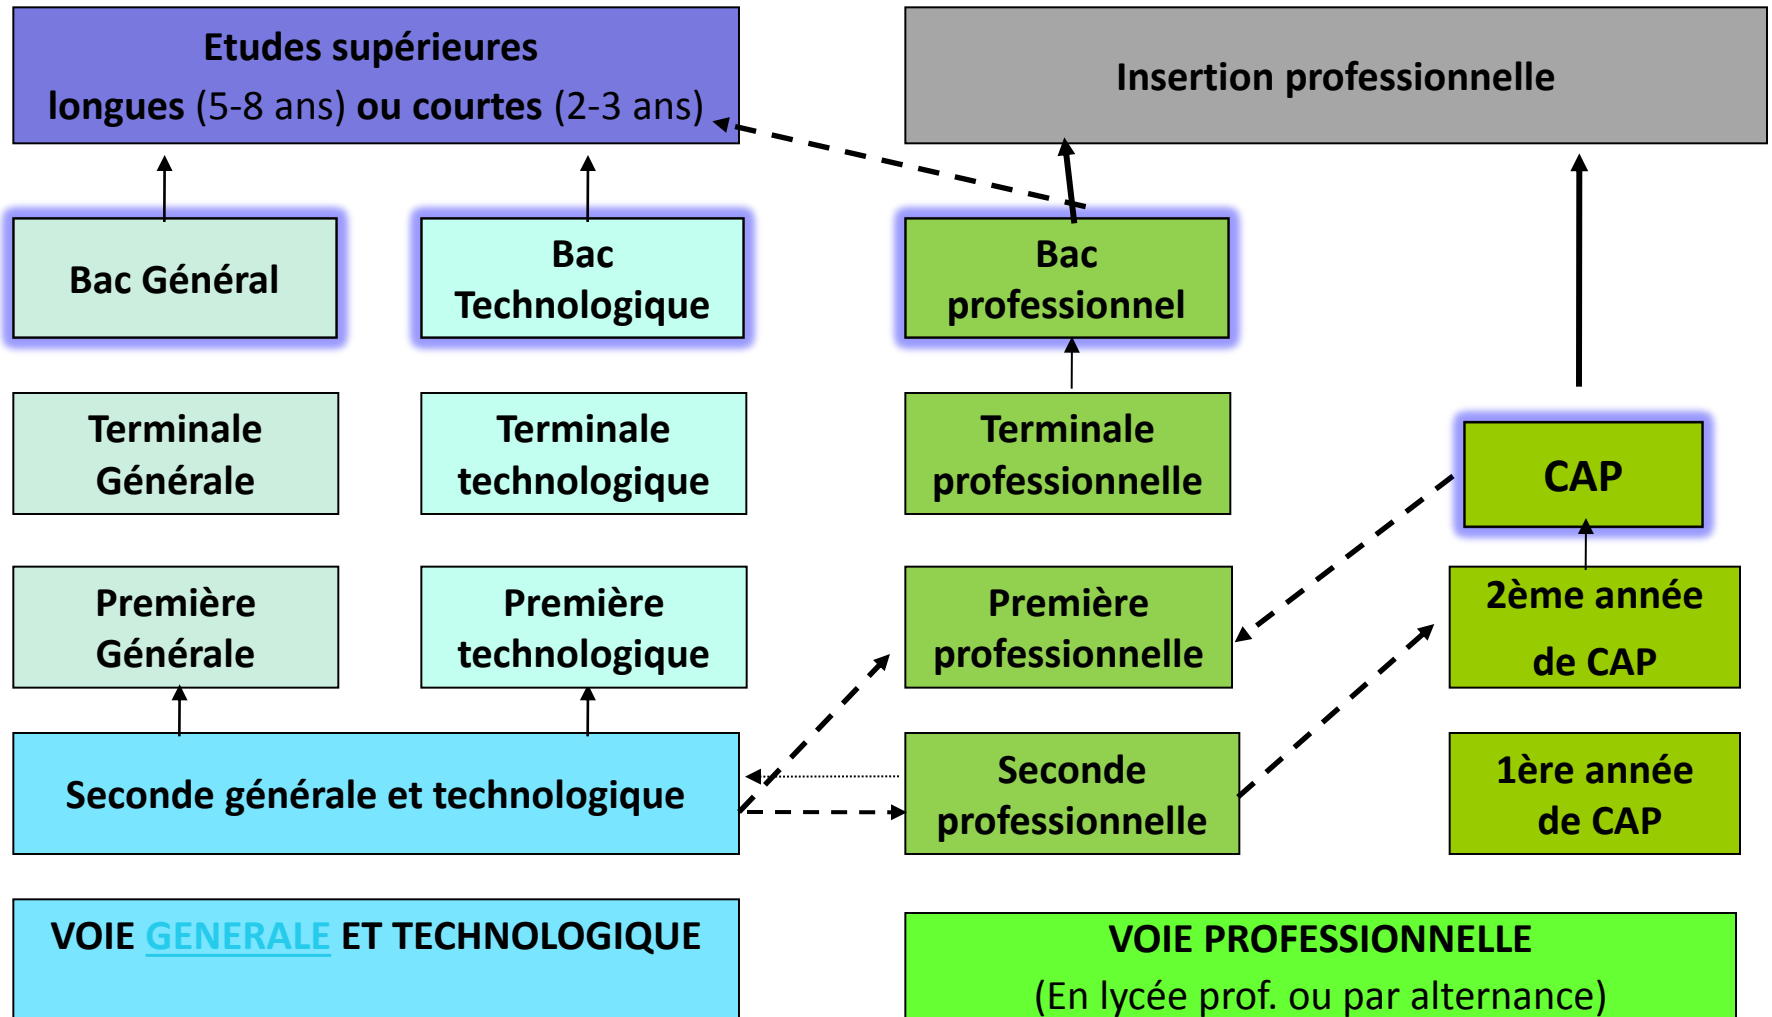 Etudes supérieures
longues (5-8 ans) ou courtes (2-3 ans)
Insertion professionnelle
Bac Général
Bac
Technologique
Bac
professionnel
Terminale
Générale
Terminale
technologique
Terminale
professionnelle
CAP
Première
Générale
Première
technologique
Première
professionnelle
2ème année
de CAP
Seconde générale et technologique
Seconde
professionnelle
1ère année
de CAP
VOIE GENERALE ET TECHNOLOGIQUE
VOIE PROFESSIONNELLE
(En lycée prof. ou par alternance)